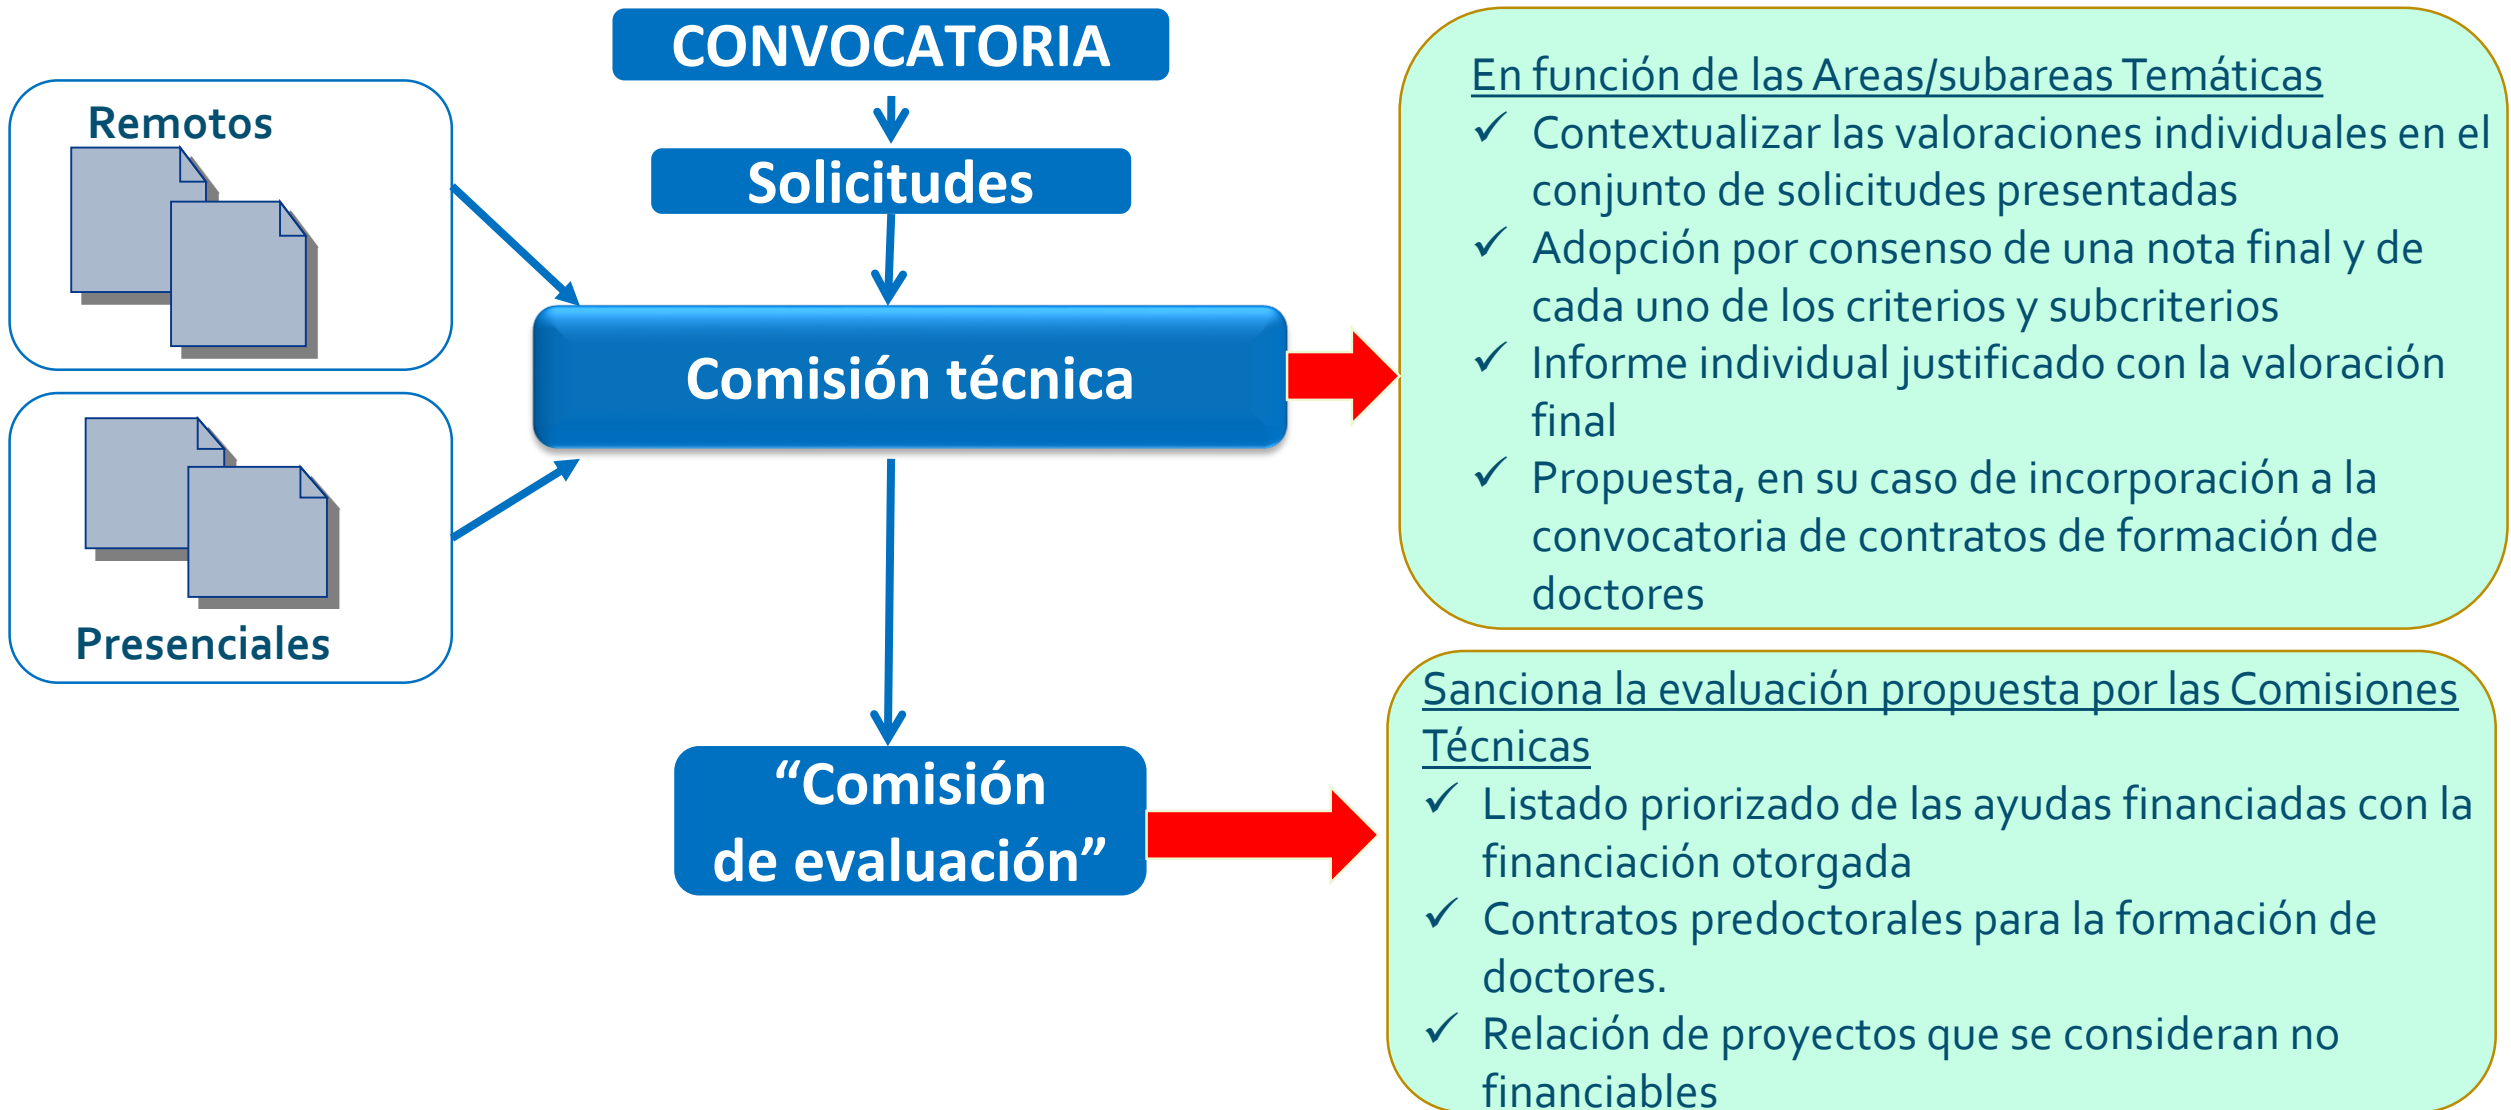 CONVOCATORIA
Solicitudes
Remotos
Presenciales
Comisión técnica
“Comisión
de evaluación”
En función de las Areas/subareas Temáticas
✓ Contextualizar las valoraciones individuales en el
conjunto de solicitudes presentadas
✓ Adopción por consenso de una nota final y de
cada uno de los criterios y subcriterios
✓ Informe individual justificado con la valoración
final
✓ Propuesta, en su caso de incorporación a la
convocatoria de contratos de formación de
doctores
Sanciona la evaluación propuesta por las Comisiones
Técnicas
✓ Listado priorizado de las ayudas financiadas con la
financiación otorgada
✓ Contratos predoctorales para la formación de
doctores.
✓ Relación de proyectos que se consideran no
financiables